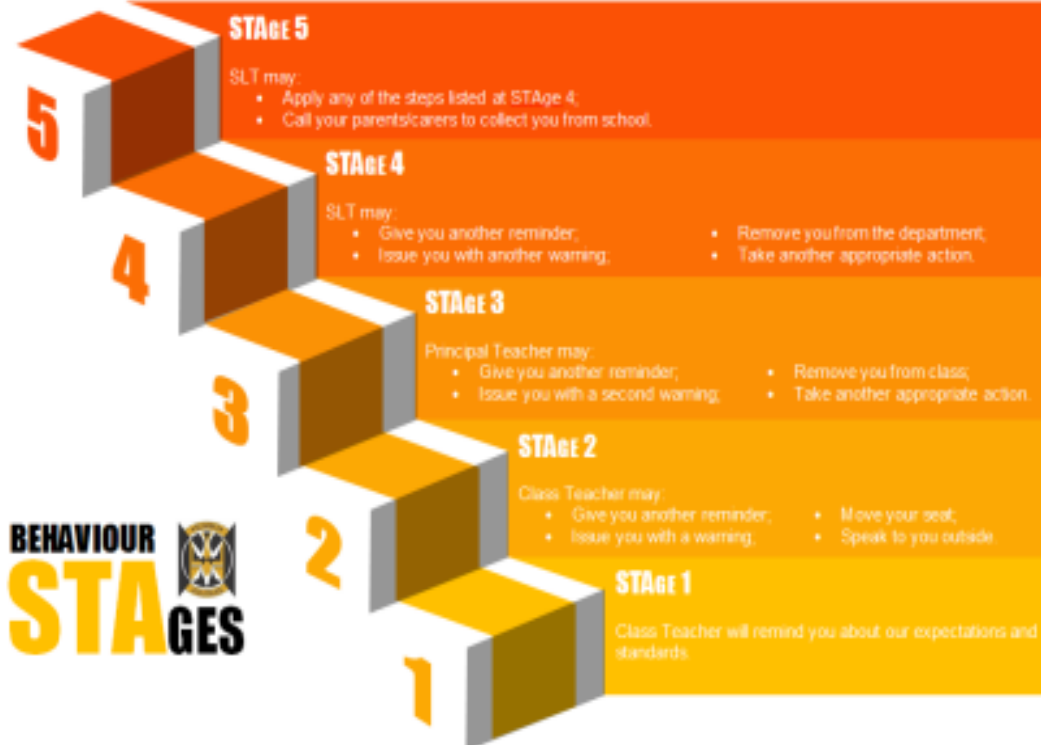 STAGE 5
SLT may:
• Apply any of the steps listed at STAge 4;
• Call your parents/carers to collect you from school.
5
STAGE 4
SLT may:
• Give you another reminder;
• Issue you with another warning;
• Remove you from the department;
• Take another appropriate action.
4
STAGE 3
Principal Teacher may:
• Give you another reminder;
• Issue you with a second warning;
• Remove you from class;
• Take another appropriate action.
3
STAGE 2
Class Teacher may:
• Give you another reminder;
• Issue you with a warning;
• Move your seat;
• Speak to you outside.
2
STAGE 1
Class Teacher will remind you about our expectations and
standards.
1
BEHAVIOUR
STAGES